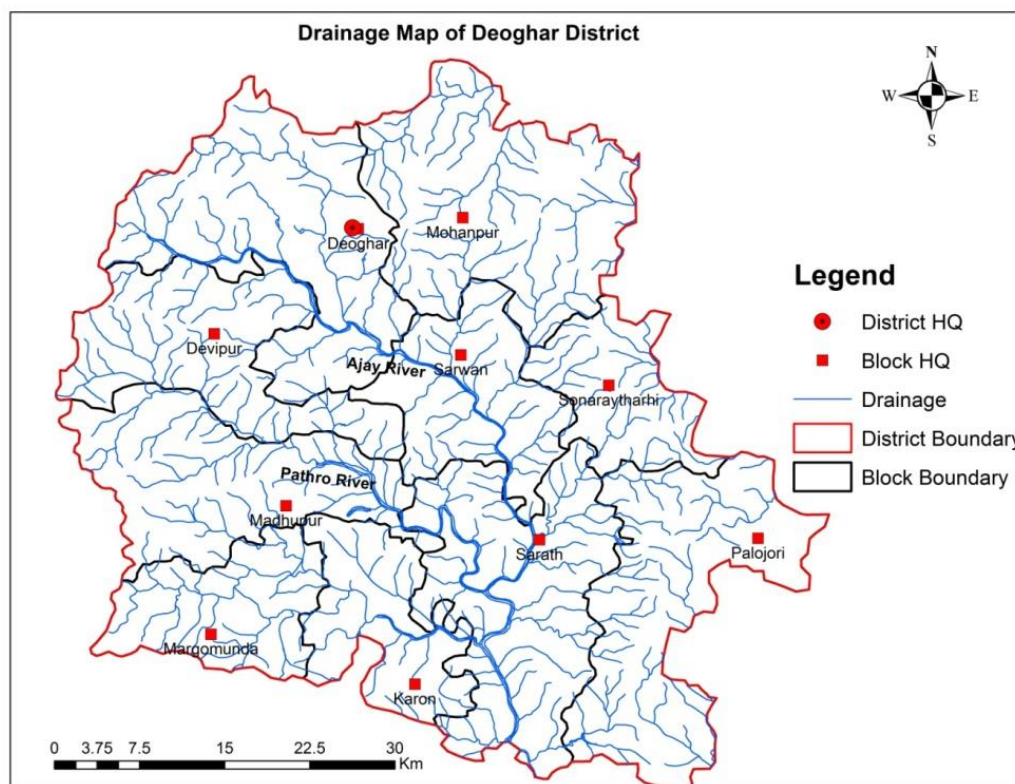 Drainage Map of Deoghar District
N
W E
S
Deoghar
Mohanpur
Legend
District HQ
Block HQ
Drainage
District Boundary
Block Boundary
Devipur
Ajay River
Sarwan
Sonaraytharhi
Pathro River
Madhupur
Sarath
Palojori
Margomunda
Karon
0 3.75 7.5 15 22.5 30
Km